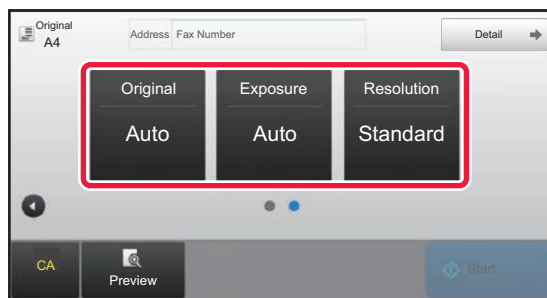 Original
A4
Address Fax Number
Detail
Original Exposure Resolution
Auto Auto Standard
CA
Preview
Start